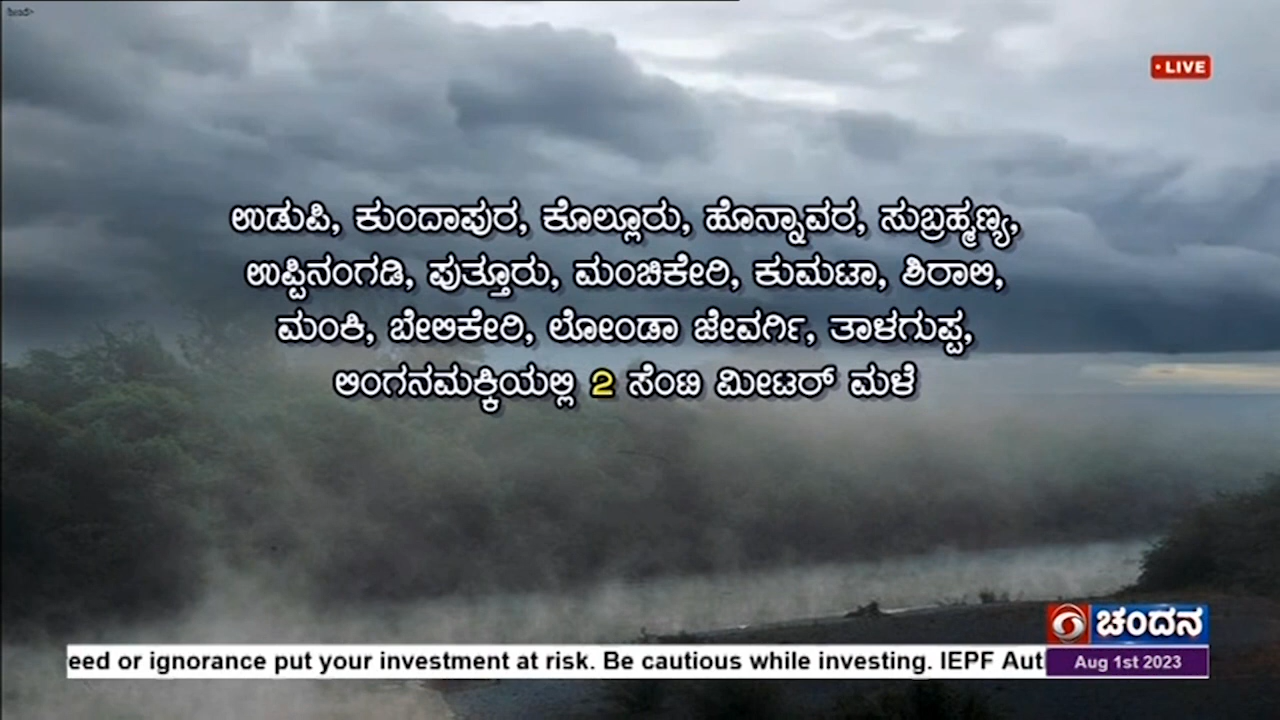 LIVE
ಉಡುಪಿ, ಕುಂದಾಪುರ, ಕೊಲ್ಲೂರು, ಹೊನ್ನಾವರ, ಸುಬ್ರಹ್ಮಣ್ಯ,
ಉಪ್ಪಿನಂಗಡಿ, ಪುತ್ತೂರು, ಮಂಚಿಕೇರಿ, ಕುಮಟಾ, ಶಿರಾಲಿ,
ಮಂಕಿ, ಬೇಲಿಕೇರಿ, ಲೋಂಡಾ ಜೇವರ್ಗಿ, ತಾಳಗುಪ್ಪ,
ಲಿಂಗನಮಕ್ಕಿಯಲ್ಲಿ 2 ಸೆಂಟಿ ಮೀಟರ್ ಮಳೆ
ಚಂದನ
eed or ignorance put your investment at risk. Be cautious while investing. IEPF Aut
Aug 1st 2023